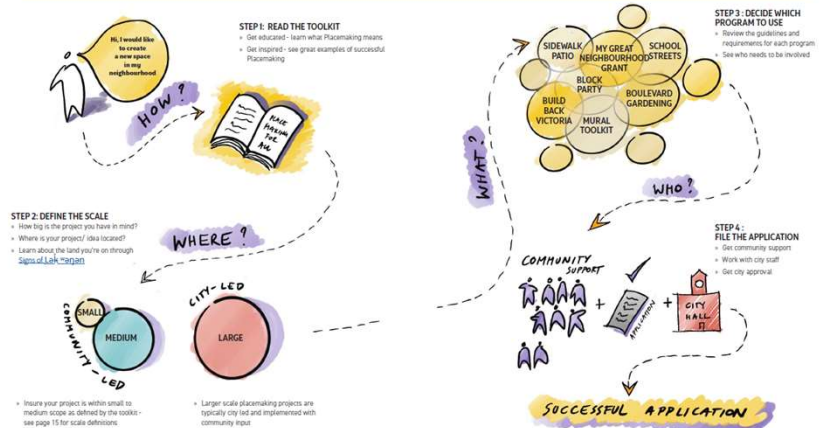 Hi, I would like
to create
a new space
in my
neighbourhood
HOW?
STEP 1: READ THE TOOLKIT
» Get educated - learn what Placemaking means
» Get inspired - see great examples of successful
Placemaking
PLACE
MAKING
FOR
ALL
STEP 2: DEFINE THE SCALE
» How big is the project you have in mind?
» Where is your project/ idea located?
» Learn about the land you're on through
Signs of Lək̓ʷəŋən
WHERE?
SMALL
MEDIUM
COMMUNITY-LED
CITY-LED
LARGE
» Insure your project is within small to
medium scope as defined by the toolkit -
see page 15 for scale definitions
» Larger scale placemaking projects are
typically city led and implemented with
community input
WHAT?
STEP 3 : DECIDE WHICH
PROGRAM TO USE
» Review the guidelines and
requirements for each program
» See who needs to be involved
SIDEWALK
PATIO
MY GREAT
NEIGHBOURHOOD
GRANT
SCHOOL
STREETS
BLOCK
PARTY
BUILD
BACK
VICTORIA
BOULEVARD
GARDENING
MURAL
TOOLKIT
WHO?
STEP 4 :
FILE THE APPLICATION
» Get community support
» Work with city staff
» Get city approval
COMMUNITY
SUPPORT
+
APPLICATION
+
CITY
HALL
SUCCESSFUL APPLICATION